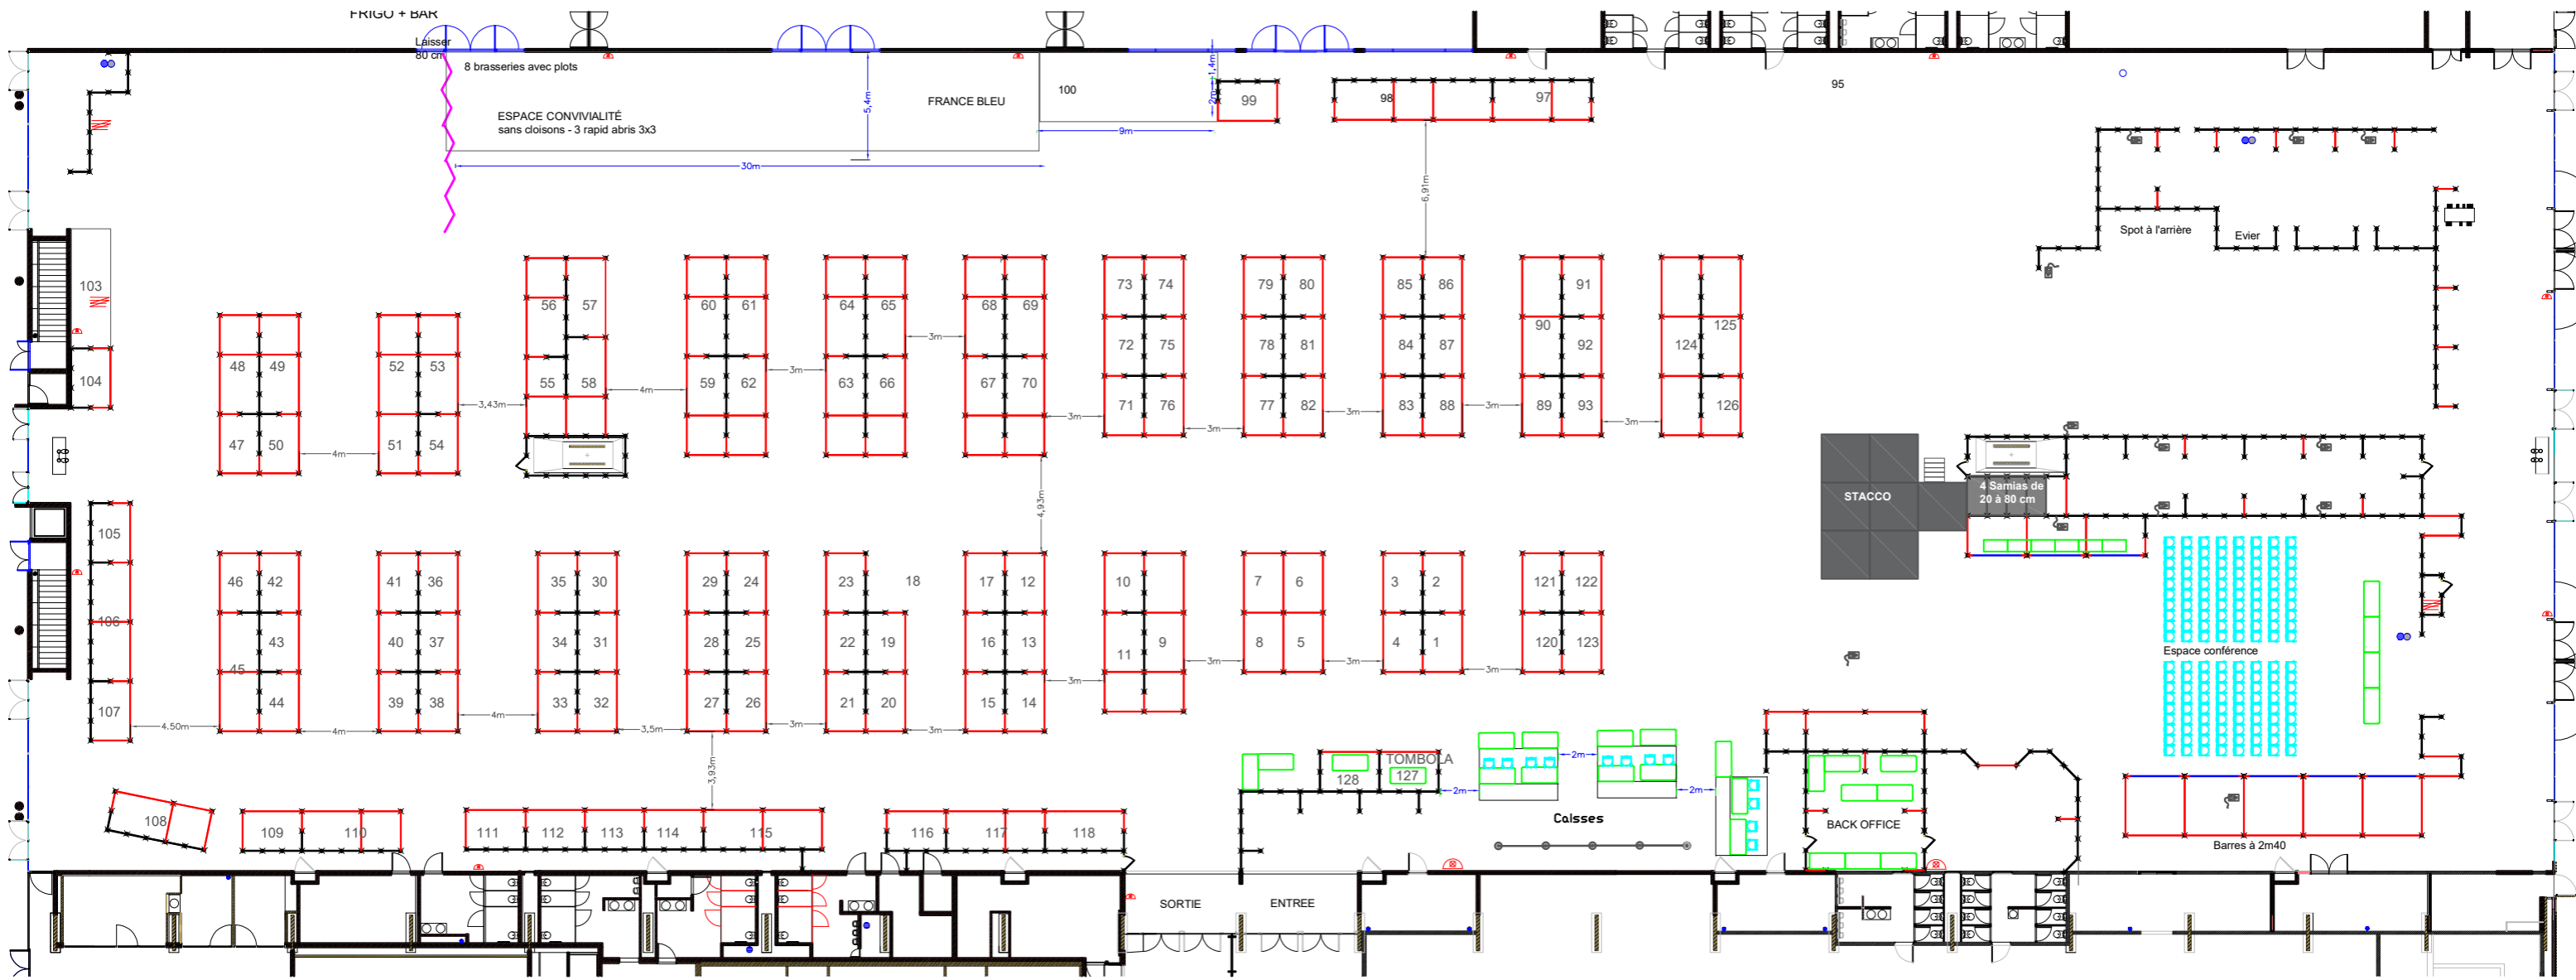 FRIGO + BAR
Laisser
80 cm
8 brasseries avec plots
ESPACE CONVIVIALITÉ
sans cloisons - 3 rapid abris 3x3
FRANCE BLEU
5,4m
30m
100
9m
1,4m
2m
99
98
97
95
6,91m
Spot à l'arrière
Evier
103
104
48 49
47 50
4m
52 53
51 54
3,43m
56 57
55 58
4m
60 61
59 62
3m
64 65
63 66
3m
68 69
67 70
3m
73 74
72 75
71 76
3m
79 80
78 81
77 82
3m
85 86
84 87
83 88
3m
91
90
92
89 93
3m
125
124
126
4,93m
STACCO
4 Samias de
20 à 80 cm
105
106
107
4,50m
46 42
43
45
44
4m
41 36
40 37
39 38
4m
35 30
34 31
33 32
3,5m
29 24
28 25
27 26
3m
23 18
22 19
21 20
3m
17 12
16 13
15 14
3m
10
9
11
3m
7 6
8 5
3m
3 2
4 1
3m
121 122
120 123
Espace conférence
3,93m
108
109 110
111 112 113 114 115
116 117 118
TOMBOLA
128 127
2m
2m
2m
Caisses
BACK OFFICE
Barres à 2m40
SORTIE
ENTREE